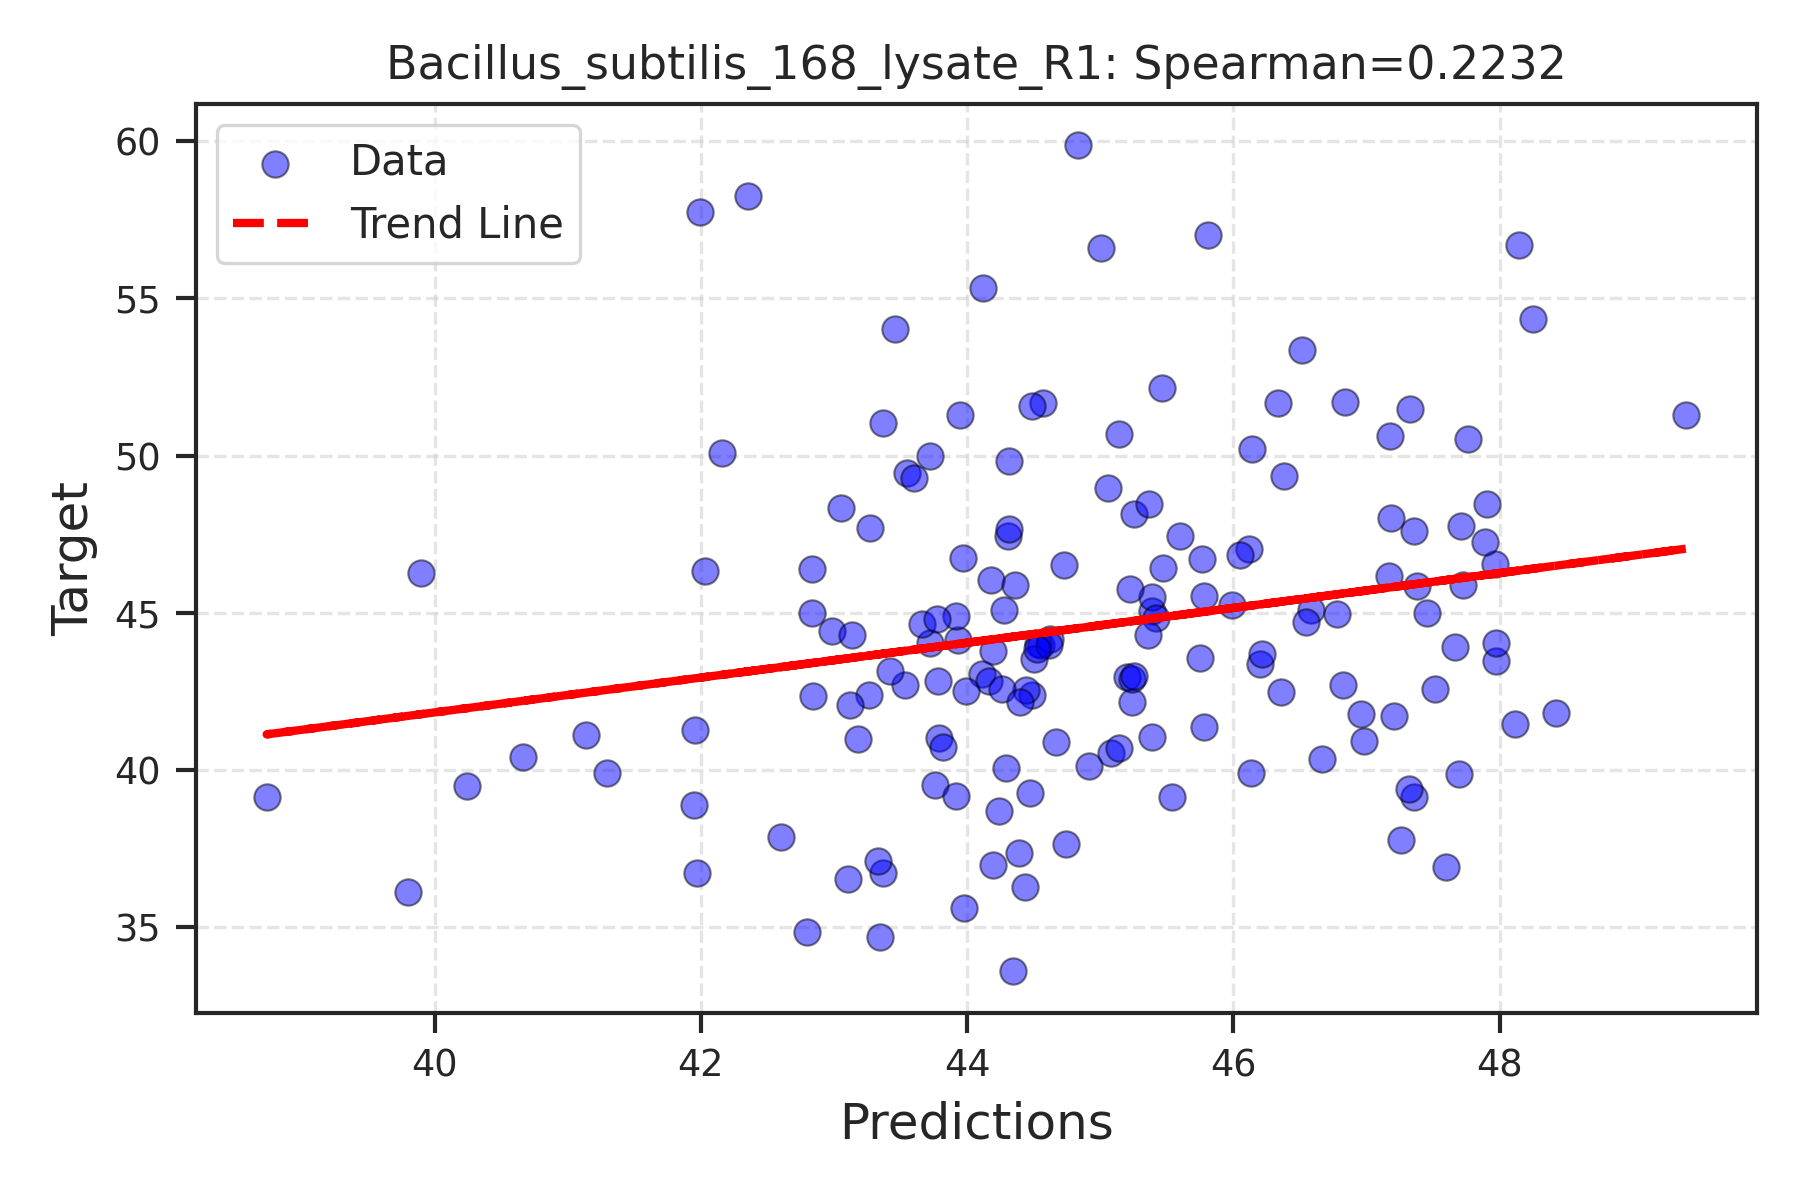 Bacillus_subtilis_168_lysate_R1: Spearman=0.2232
Data
Trend Line
60
55
50
45
40
35
Target
40 42 44 46 48
Predictions